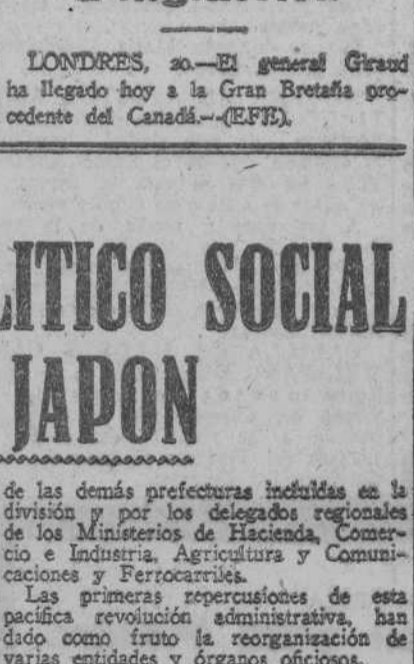 LONDRES, 20.—El general Giraud
ha llegado hoy a la Gran Bretaña pro-
cedente del Canadá.--(EFE).
LITICO SOCIAL
JAPON
de las demás prefecturas incluídas en la
división y por los delegados regionales
de los Ministerios de Hacienda, Comer-
cio e Industria, Agricultura y Comuni-
caciones y Ferrocarriles.
Las primeras repercusiones de esta
pacífica revolución administrativa, han
dado como fruto la reorganización de
varias entidades y órganos oficiosos.